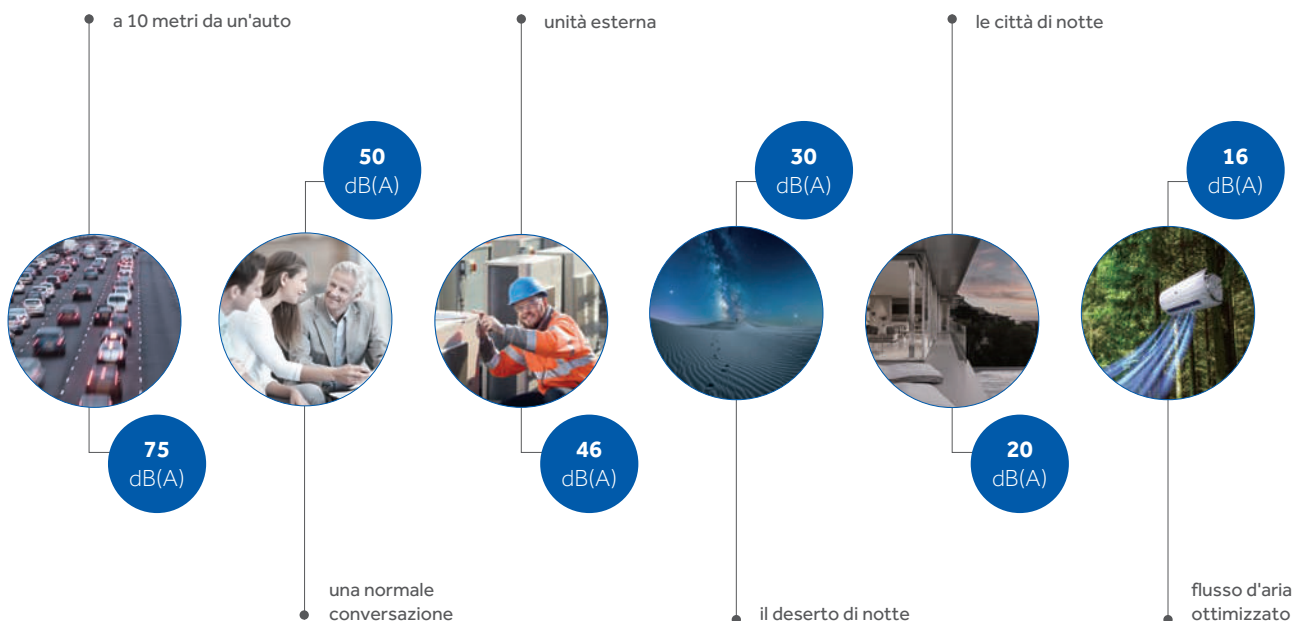 a 10 metri da un'auto
unità esterna
le città di notte
50
dB(A)
30
dB(A)
16
dB(A)
75
dB(A)
46
dB(A)
20
dB(A)
una normale
conversazione
il deserto di notte
flusso d'aria
ottimizzato